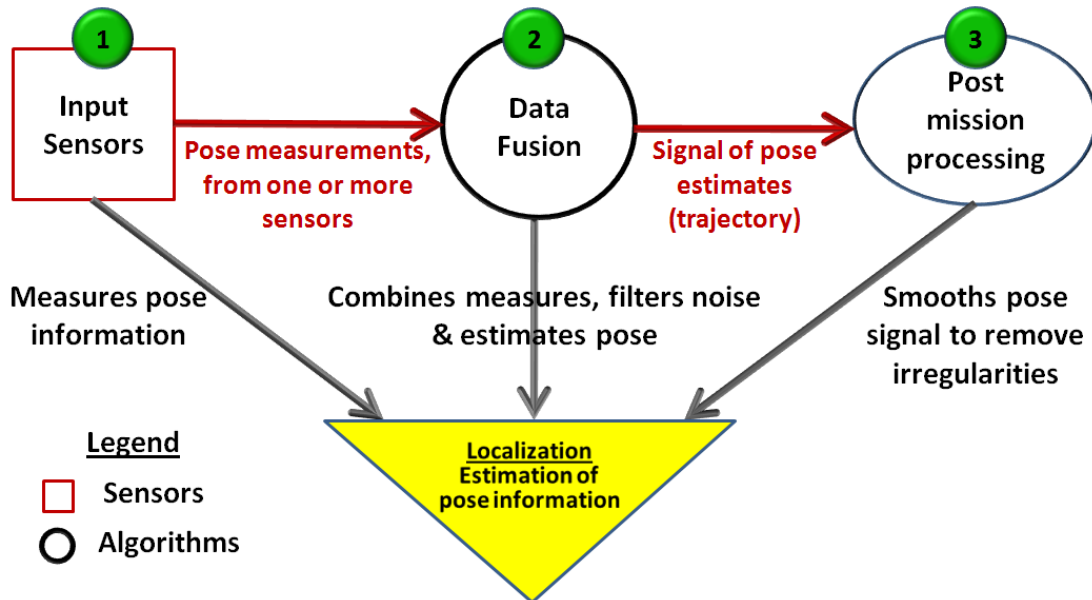 1
Input
Sensors
Pose measurements,
from one or more
sensors
2
Data
Fusion
Signal of pose
estimates
(trajectory)
3
Post
mission
processing
Measures pose
information
Combines measures, filters noise
& estimates pose
Smooths pose
signal to remove
irregularities
Localization
Estimation of
pose information
Legend
Sensors
Algorithms